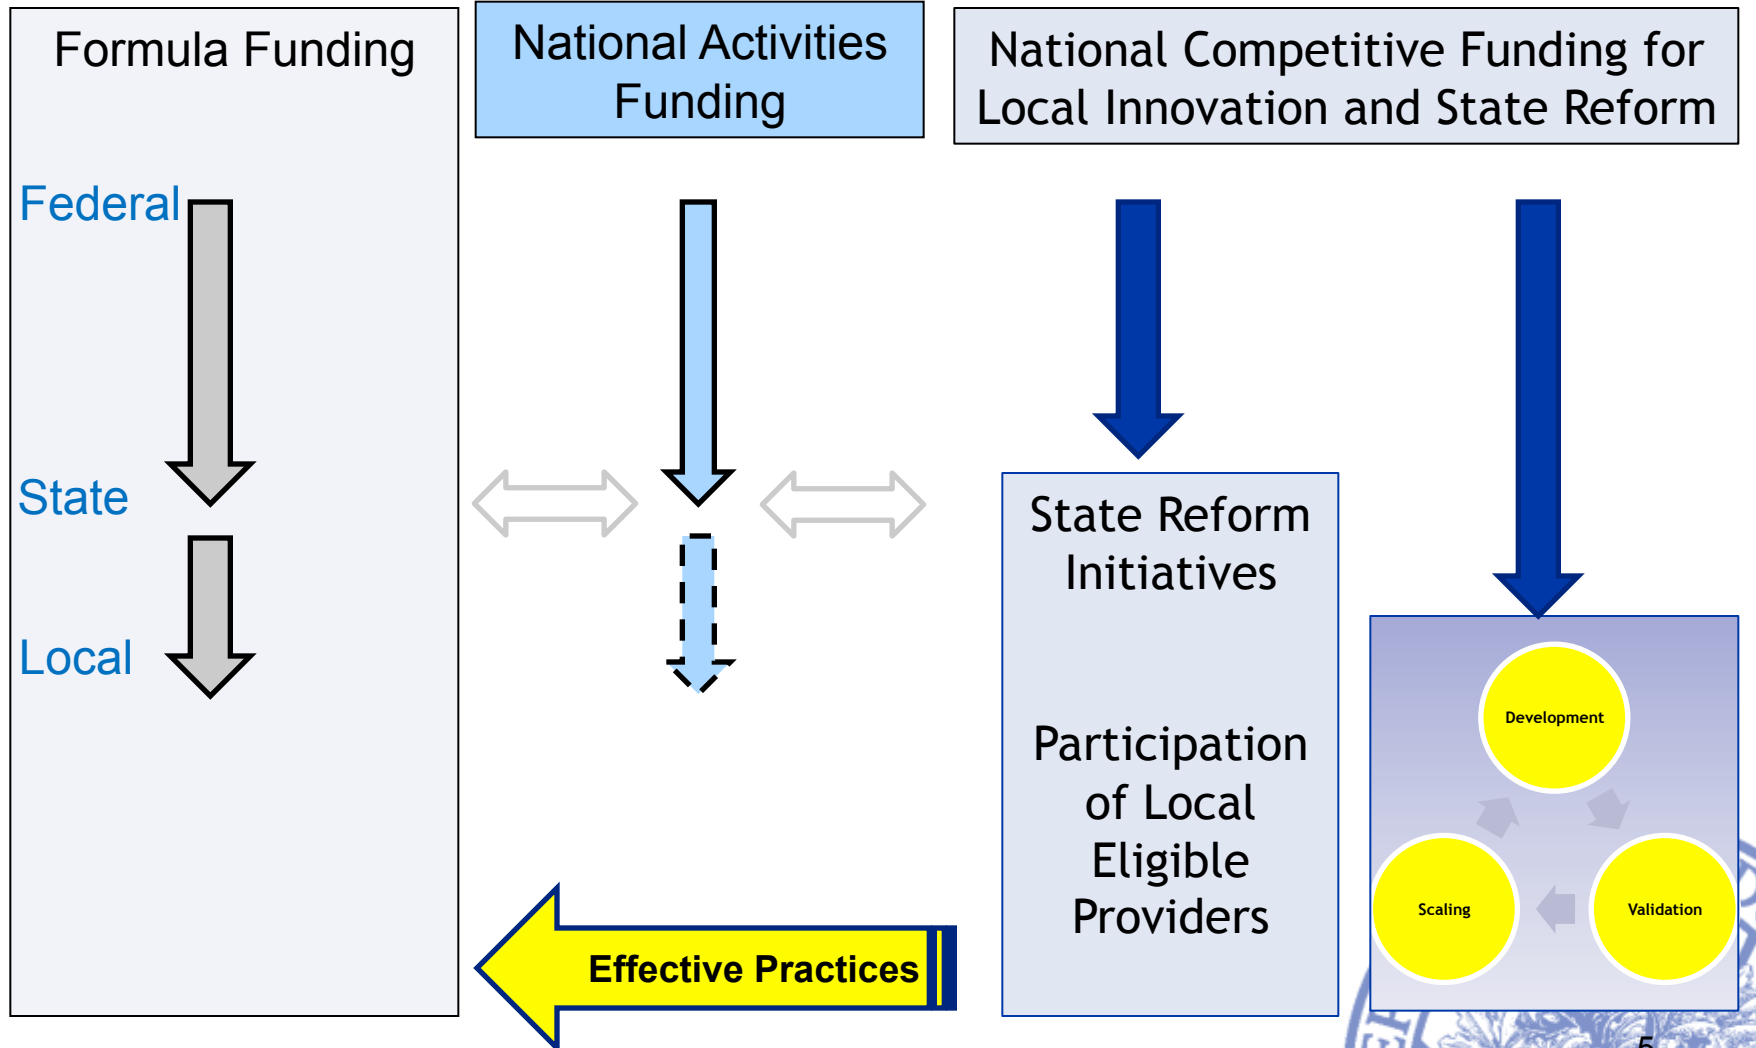 Formula Funding
National Activities
Funding
National Competitive Funding for
Local Innovation and State Reform
Federal
State
Local
State Reform
Initiatives
Participation
of Local
Eligible
Providers
Development
Scaling
Validation
Effective Practices
5